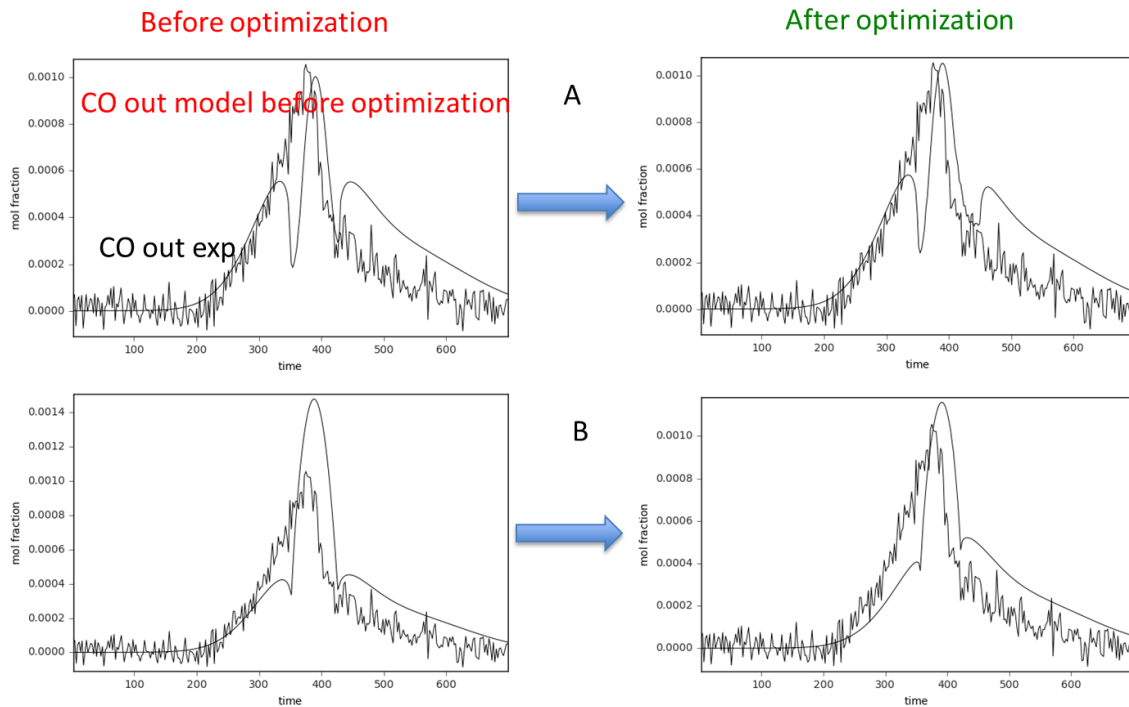 Before optimization
After optimization
CO out model before optimization
A
CO out exp
mol fraction
0.0010
0.0008
0.0006
0.0004
0.0002
0.0000
100 200 300 400 500 600
time
mol fraction
0.0010
0.0008
0.0006
0.0004
0.0002
0.0000
100 200 300 400 500 600
time
B
mol fraction
0.0014
0.0012
0.0010
0.0008
0.0006
0.0004
0.0002
0.0000
100 200 300 400 500 600
time
mol fraction
0.0010
0.0008
0.0006
0.0004
0.0002
0.0000
100 200 300 400 500 600
time